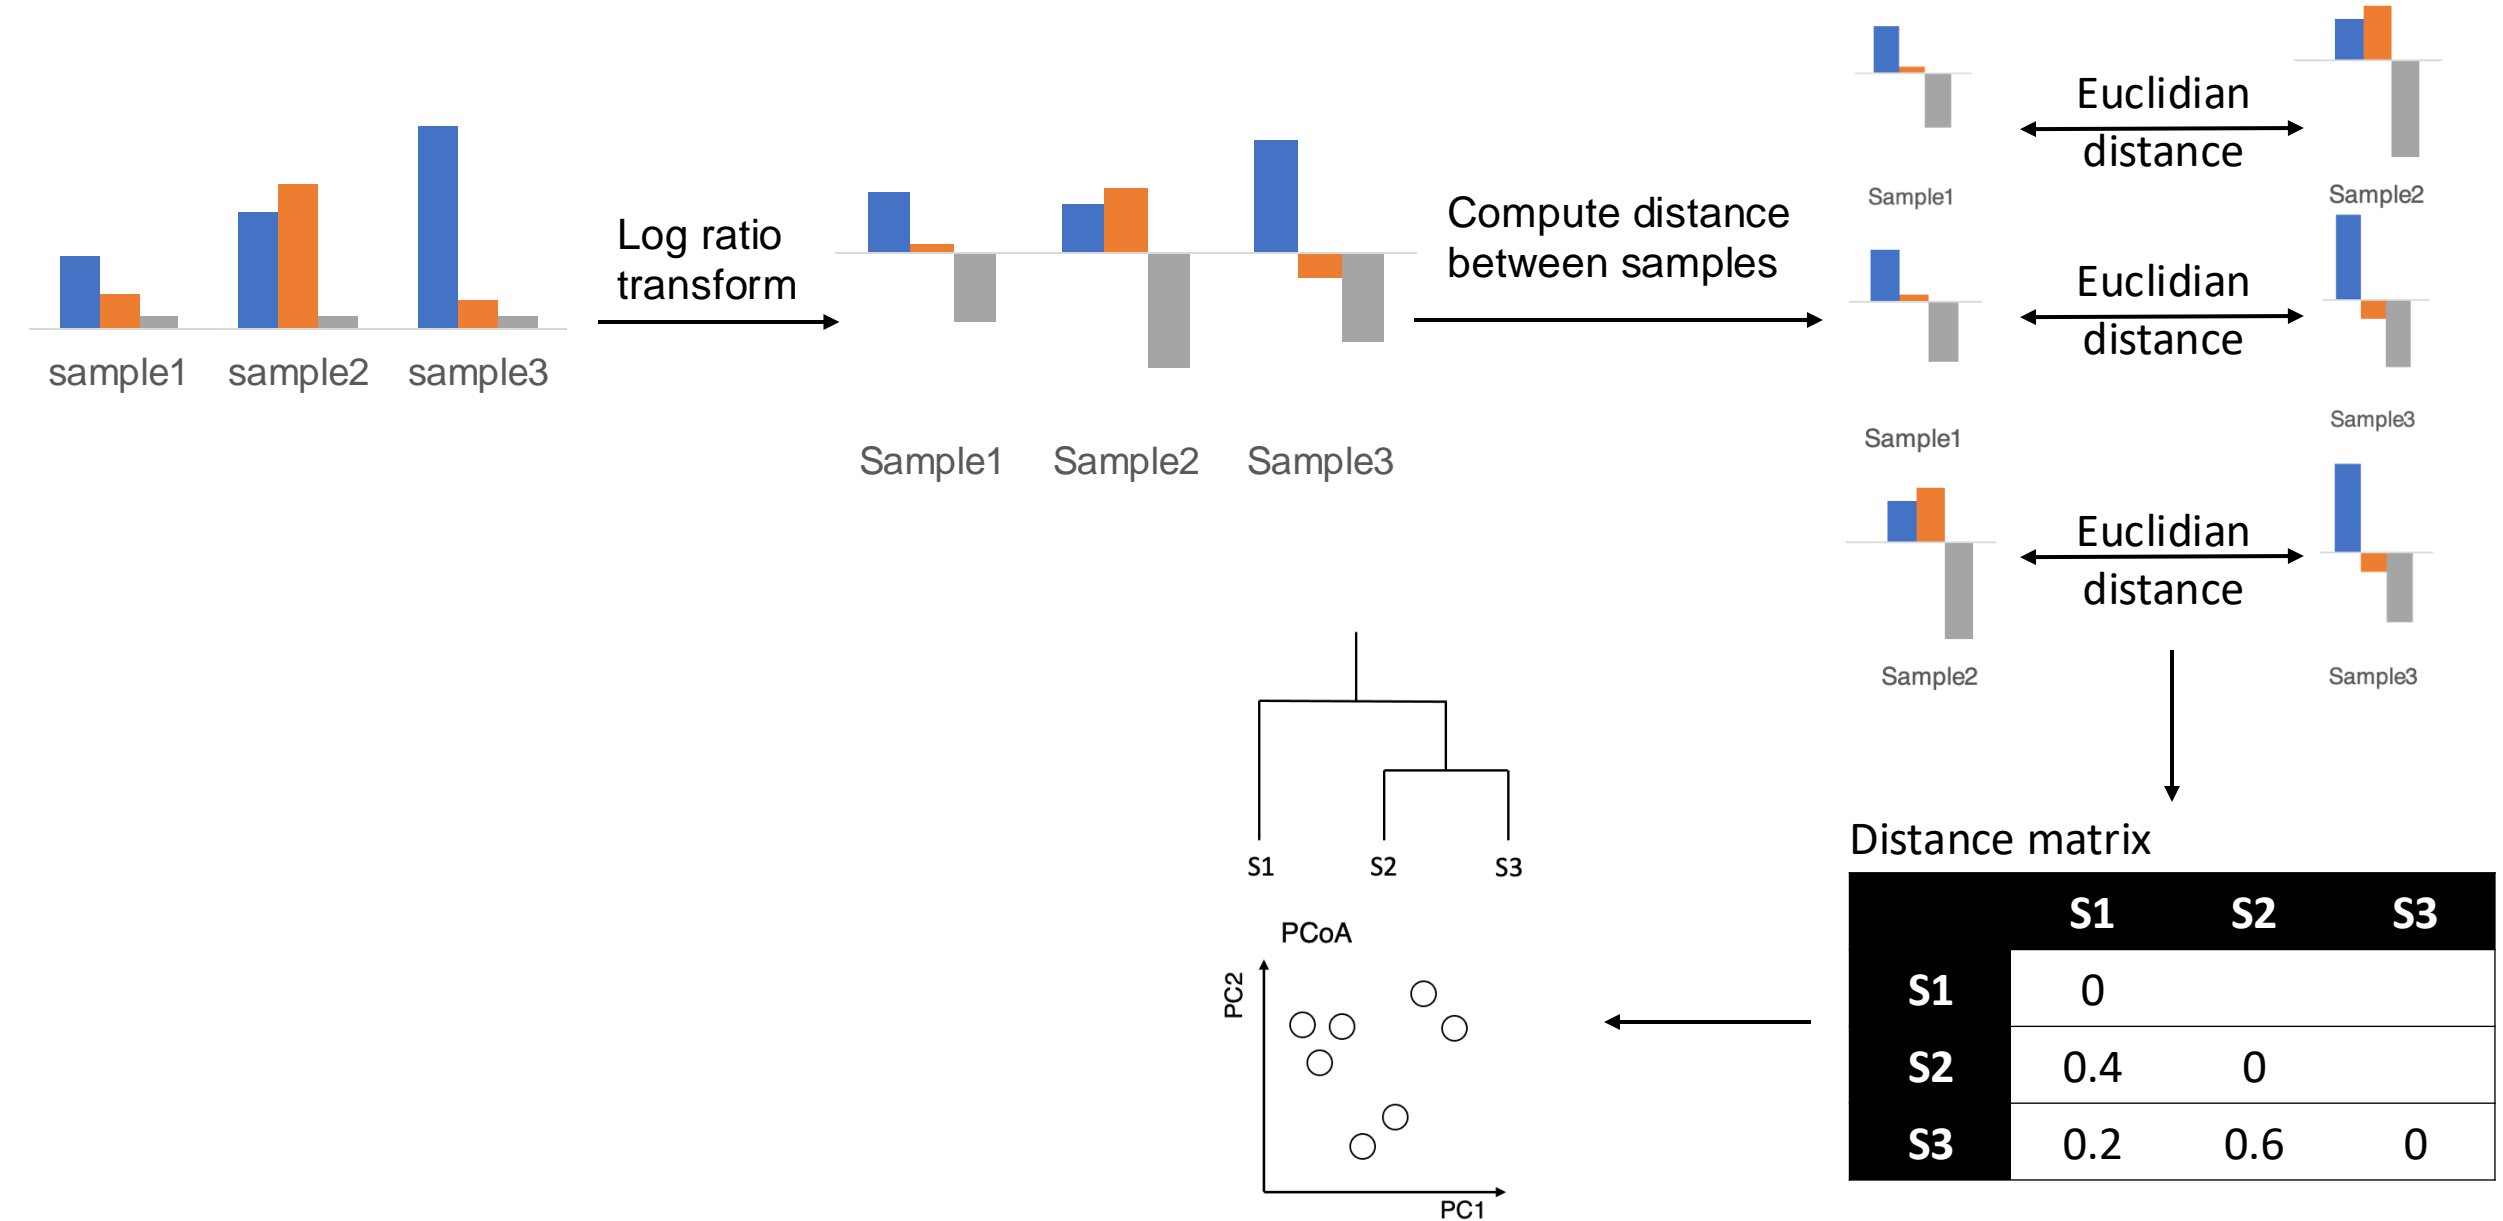 sample1 sample2 sample3
Log ratio
transform
Sample1 Sample2 Sample3
Compute distance
between samples
Euclidian
distance
Sample1 Sample2
Euclidian
distance
Sample1 Sample3
Euclidian
distance
Sample2 Sample3
Distance matrix
S1 S2 S3
S1 0
S2 0.4 0
S3 0.2 0.6 0
S1 S2 S3
PCoA
PC2
PC1